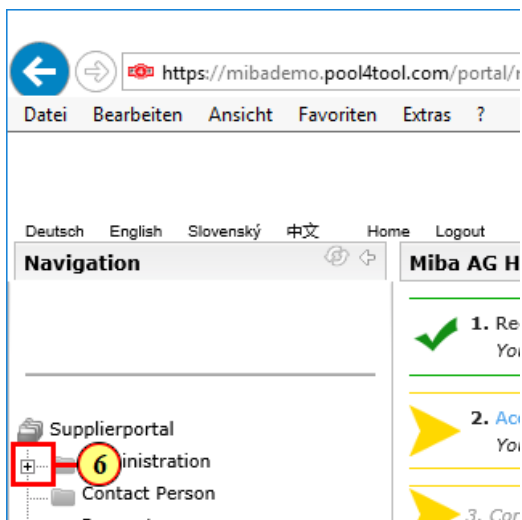 https://mibademo.pool4tool.com/portal/
Datei Bearbeiten Ansicht Favoriten Extras ?
Deutsch English Slovenský 中文 Home Logout
Navigation
Miba AG H
1. Re
You
2. Acc
You
3. Cor
Supplierportal
6
inistration
Contact Person